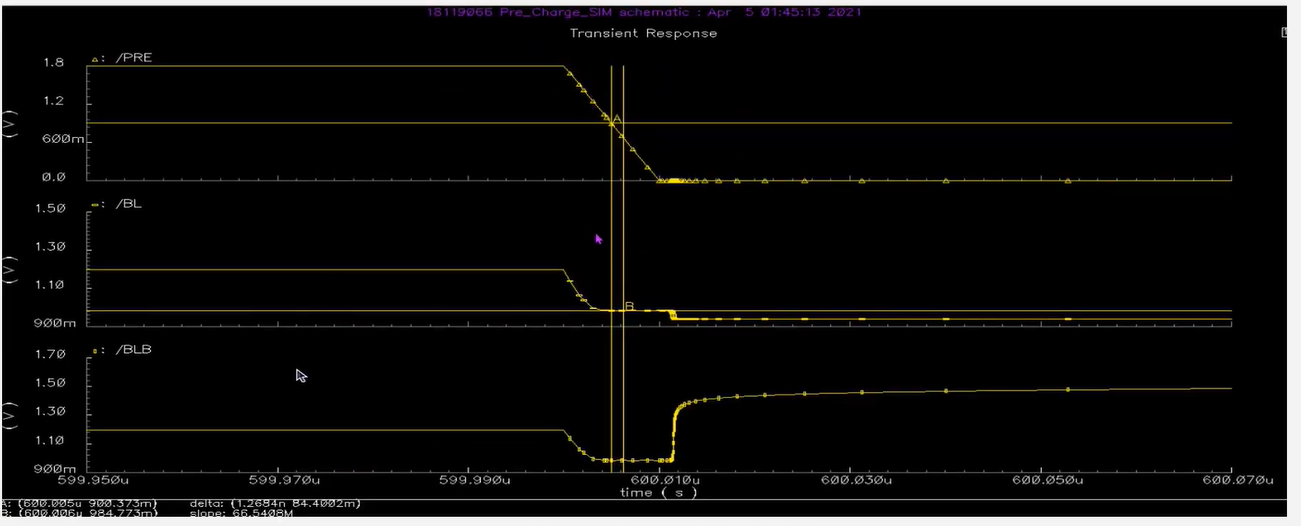 18119066 Pre_Charge_SIM schematic : Apr 5 01:45:13 2021
Transient Response
: /PRE
1.8
1.2
(V)
600m
A
0.0
: /BL
1.50
1.30
(V)
1.10
B
900m
: /BLB
1.70
1.50
1.30
(V)
1.10
900m
599.950u 599.970u 599.990u 600.010u 600.030u 600.050u 600.070u
time ( s )
A: (600.005u 900.373m) delta: (1.2684n 84.4002m)
B: (600.006u 984.773m) slope: 66.5408M